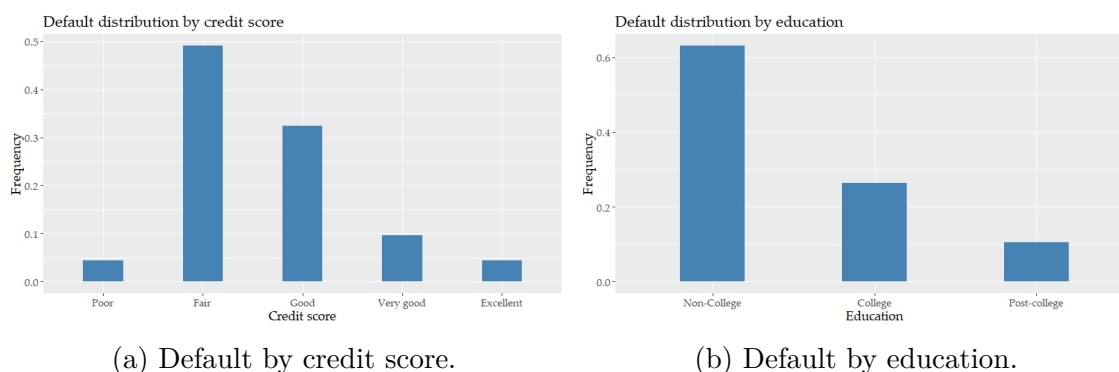 Default distribution by credit score
Frequency
0.5
0.4
0.3
0.2
0.1
0.0
Poor Fair Good Very good Excellent
Credit score
(a) Default by credit score.
Default distribution by education
Frequency
0.6
0.4
0.2
0.0
Non-College College Post-college
Education
(b) Default by education.